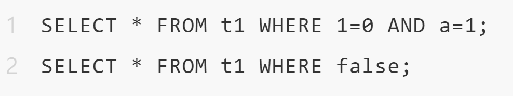 1 SELECT * FROM t1 WHERE 1=0 AND a=1;
2 SELECT * FROM t1 WHERE false;